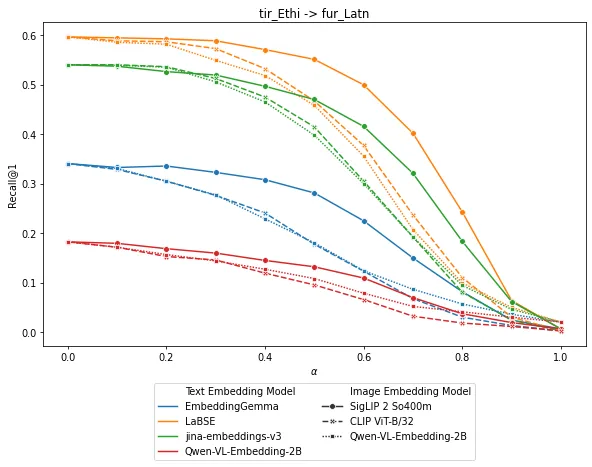 tir_Ethi -> fur_Latn
Recall@1
0.6
0.5
0.4
0.3
0.2
0.1
0.0
0.0 0.2 0.4 0.6 0.8 1.0
α
Text Embedding Model
EmbeddingGemma
LaBSE
jina-embeddings-v3
Qwen-VL-Embedding-2B
Image Embedding Model
SigLIP 2 So400m
CLIP ViT-B/32
Qwen-VL-Embedding-2B